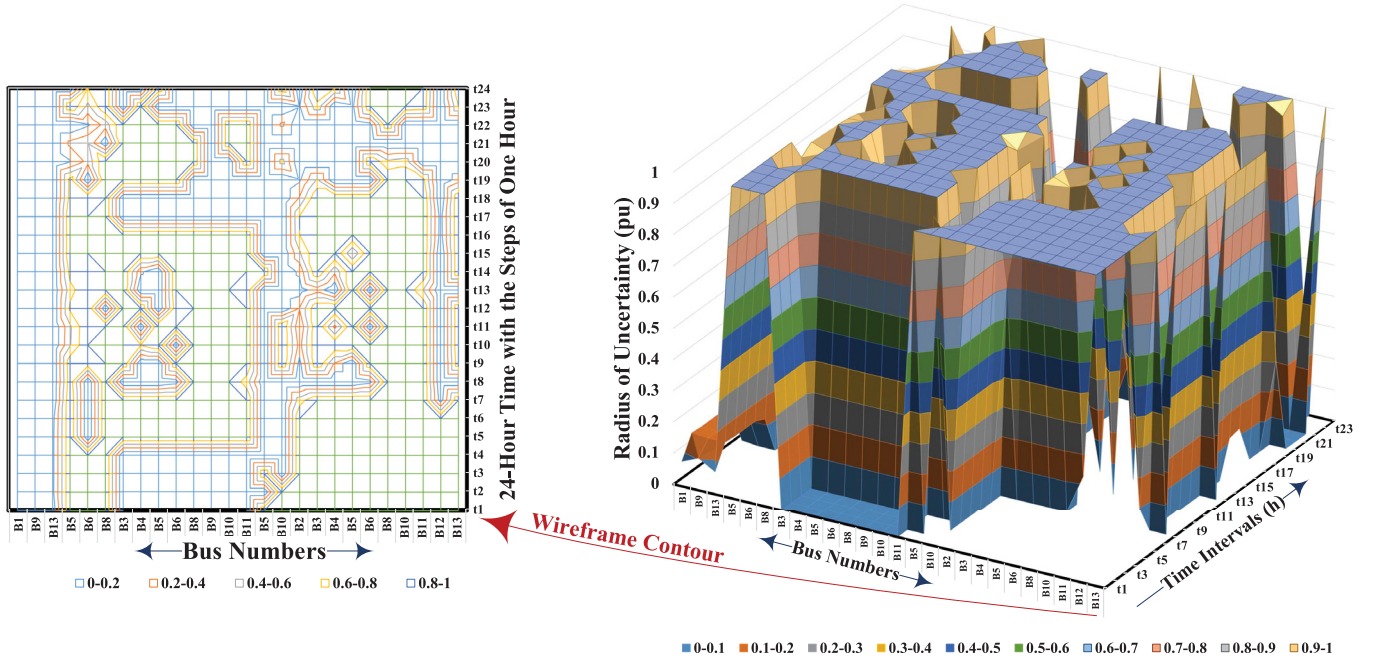 t24
t23
t22
t21
t20
t19
t18
t17
t16
t15
t14
t13
t12
t11
t10
t9
t8
t7
t6
t5
t4
t3
t2
t1
24-Hour Time with the Steps of One Hour
B1 B9 B13 B5 B6 B8 B3 B4 B5 B6 B8 B9 B10 B11 B5 B10 B2 B3 B4 B5 B6 B8 B10 B11 B12 B13
Bus Numbers
0-0.2 0.2-0.4 0.4-0.6 0.6-0.8 0.8-1
Wireframe Contour
Radius of Uncertainty (pu)
1
0.9
0.8
0.7
0.6
0.5
0.4
0.3
0.2
0.1
0
B1 B9 B13 B5 B6 B8 B3 B4 B5 B6 B8 B9 B10 B11 B5 B10 B2 B3 B4 B5 B6 B8 B10 B11 B12 B13
Bus Numbers
t1 t3 t5 t7 t9 t11 t13 t15 t17 t19 t21 t23
Time Intervals (h)
0-0.1 0.1-0.2 0.2-0.3 0.3-0.4 0.4-0.5 0.5-0.6 0.6-0.7 0.7-0.8 0.8-0.9 0.9-1